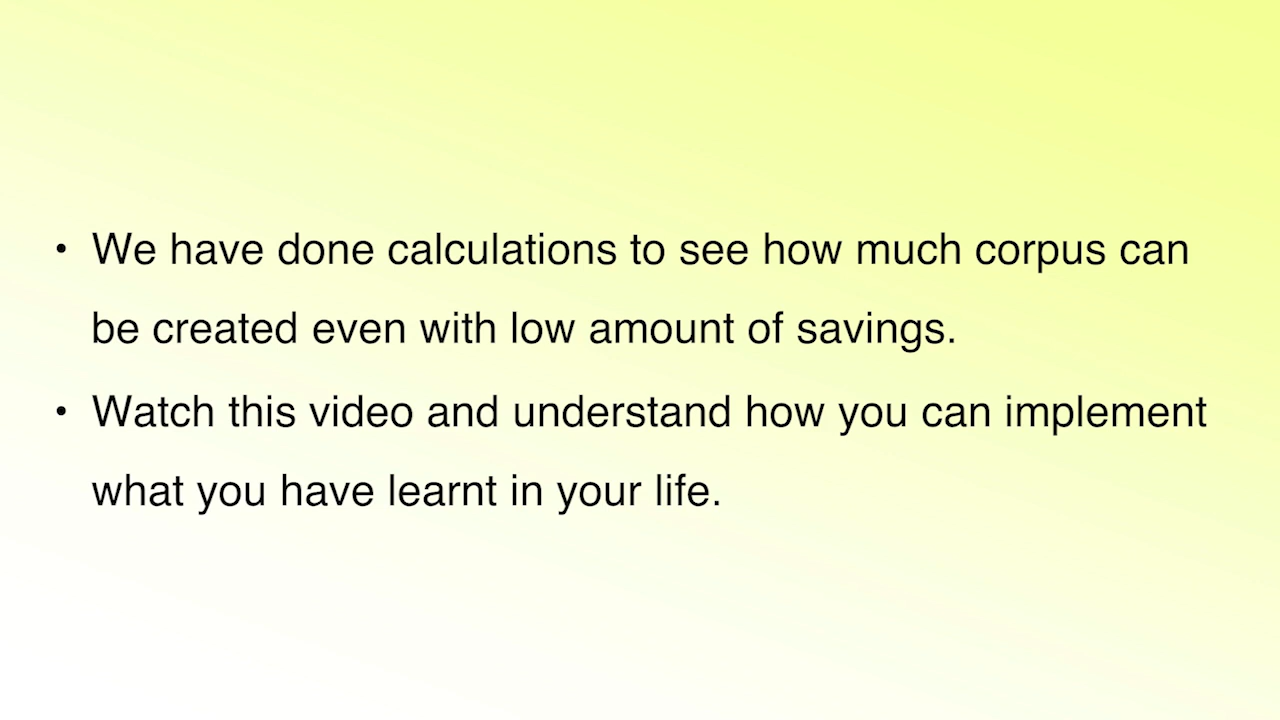 • We have done calculations to see how much corpus can
be created even with low amount of savings.
• Watch this video and understand how you can implement
what you have learnt in your life.